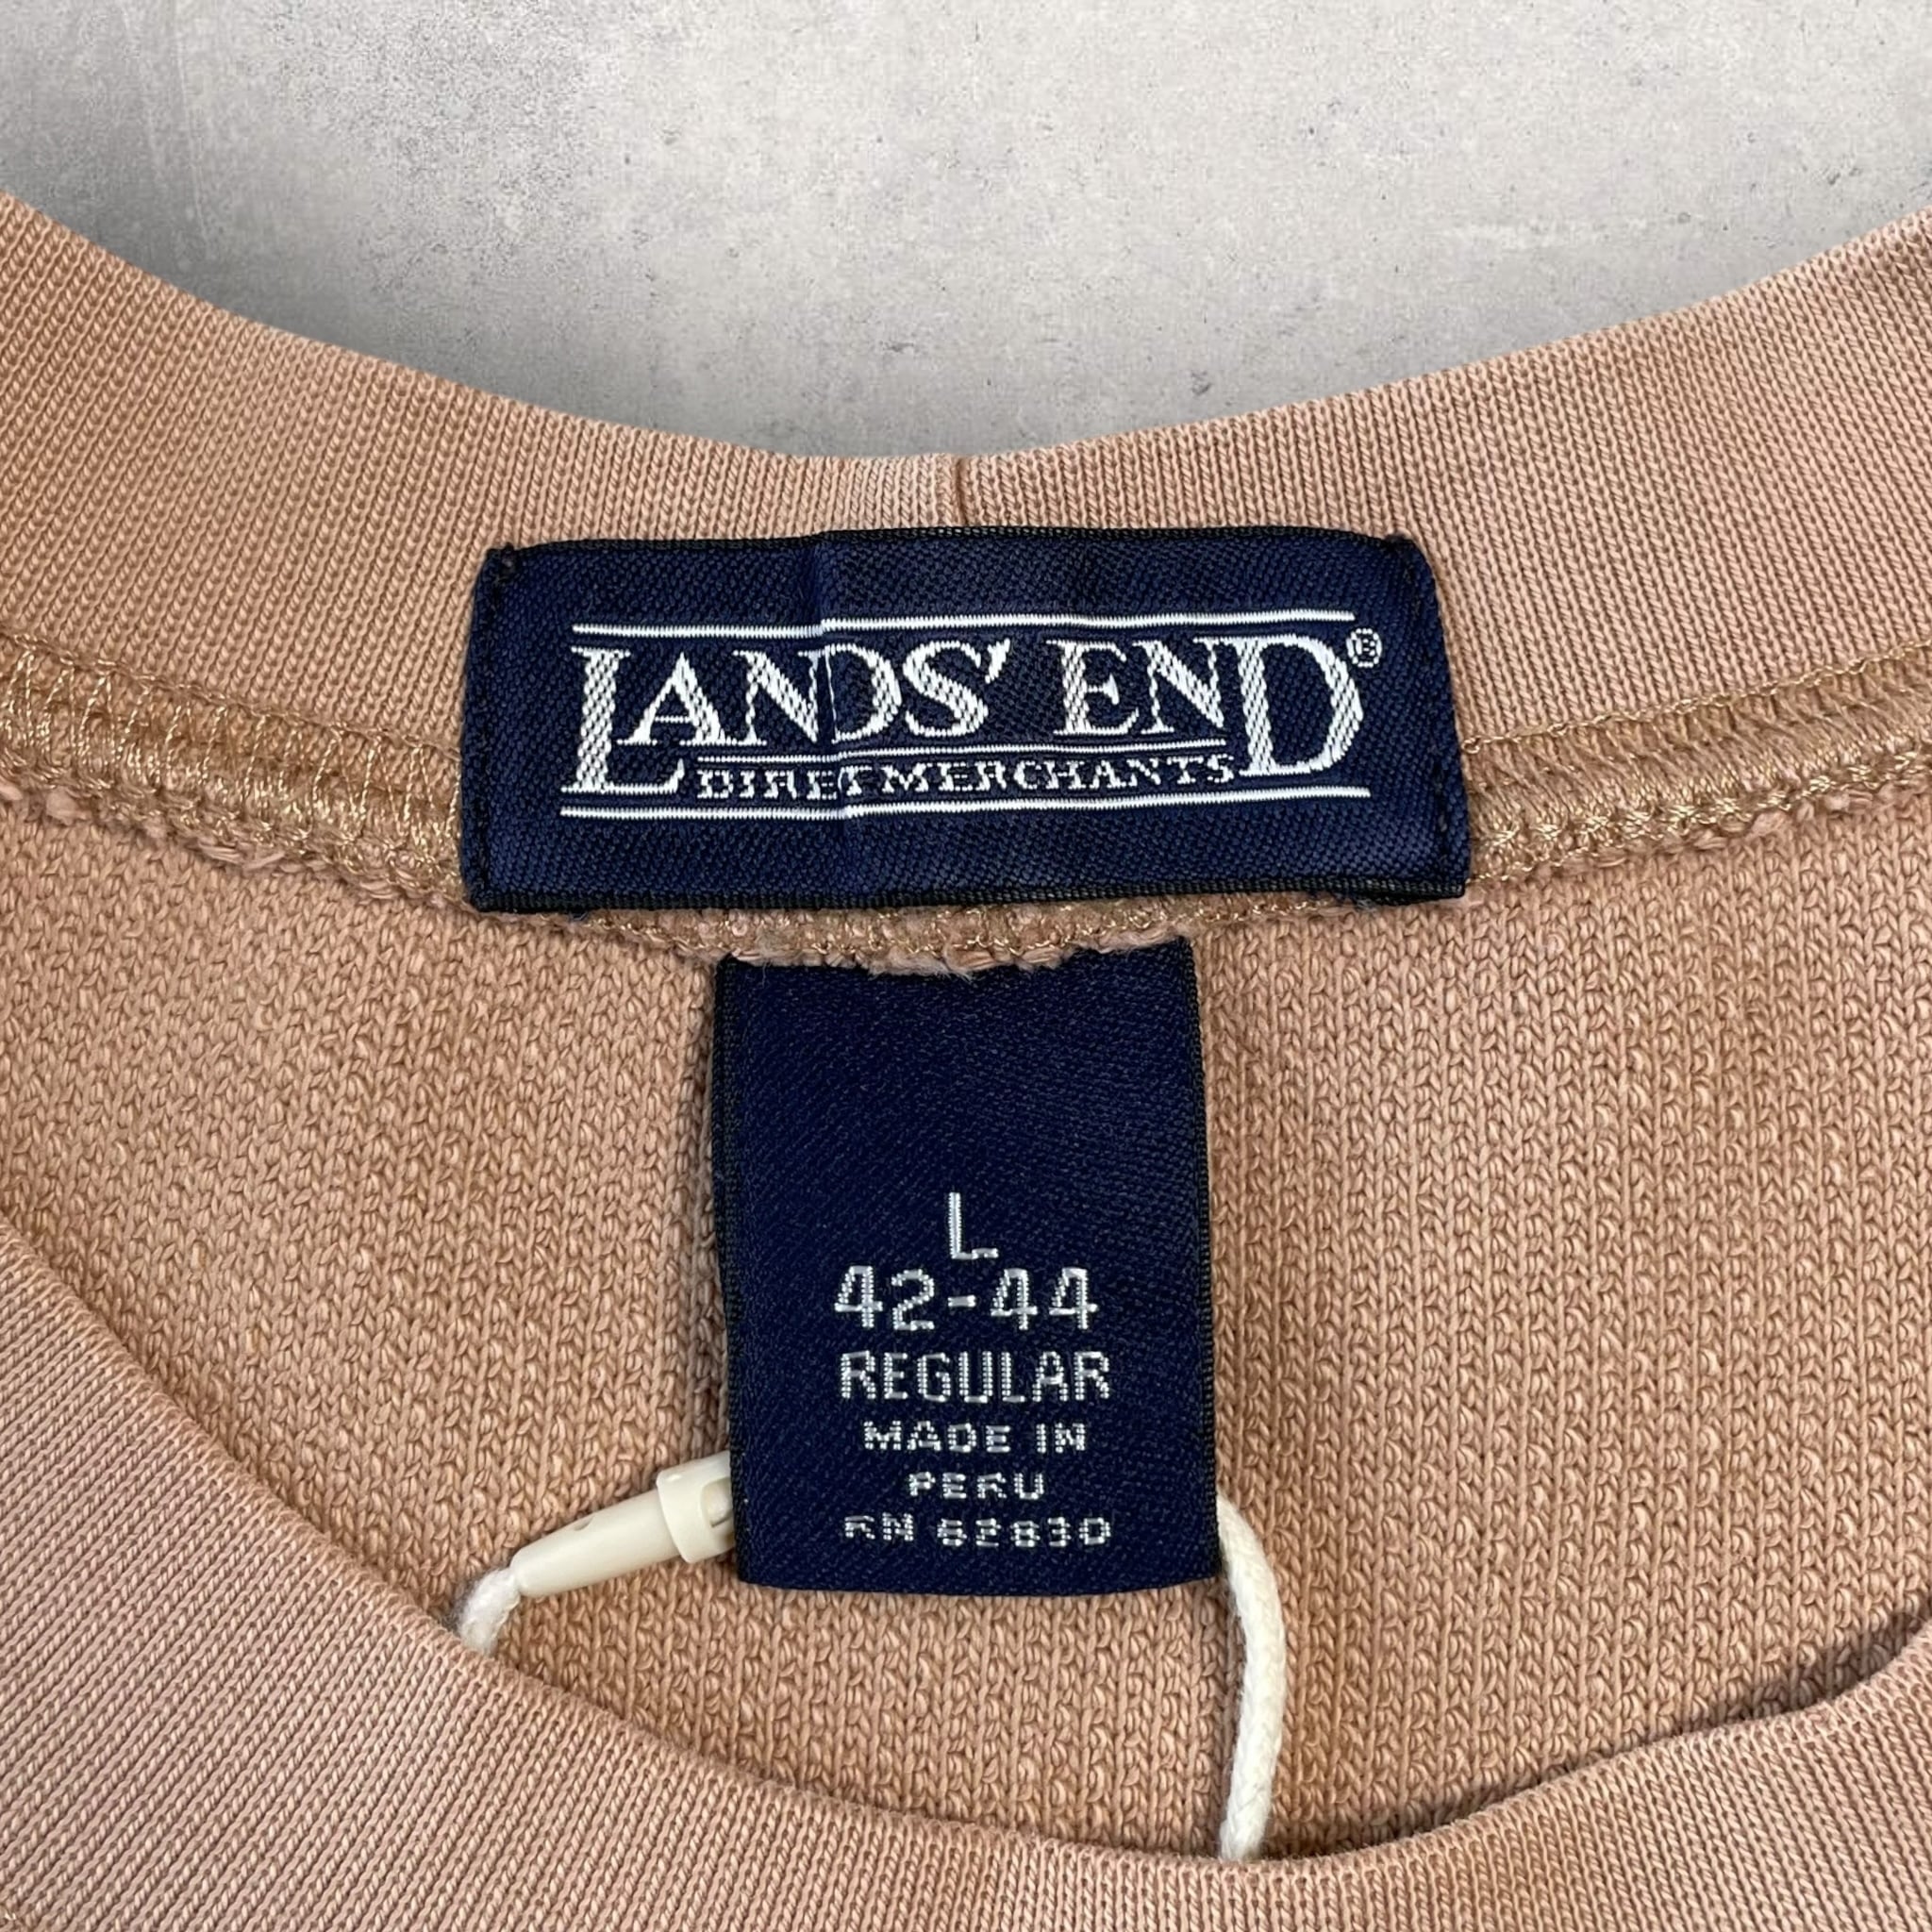 LANDS' END®
DIRECT MERCHANTS
L
42-44
REGULAR
MADE IN
PERU
RN 62830